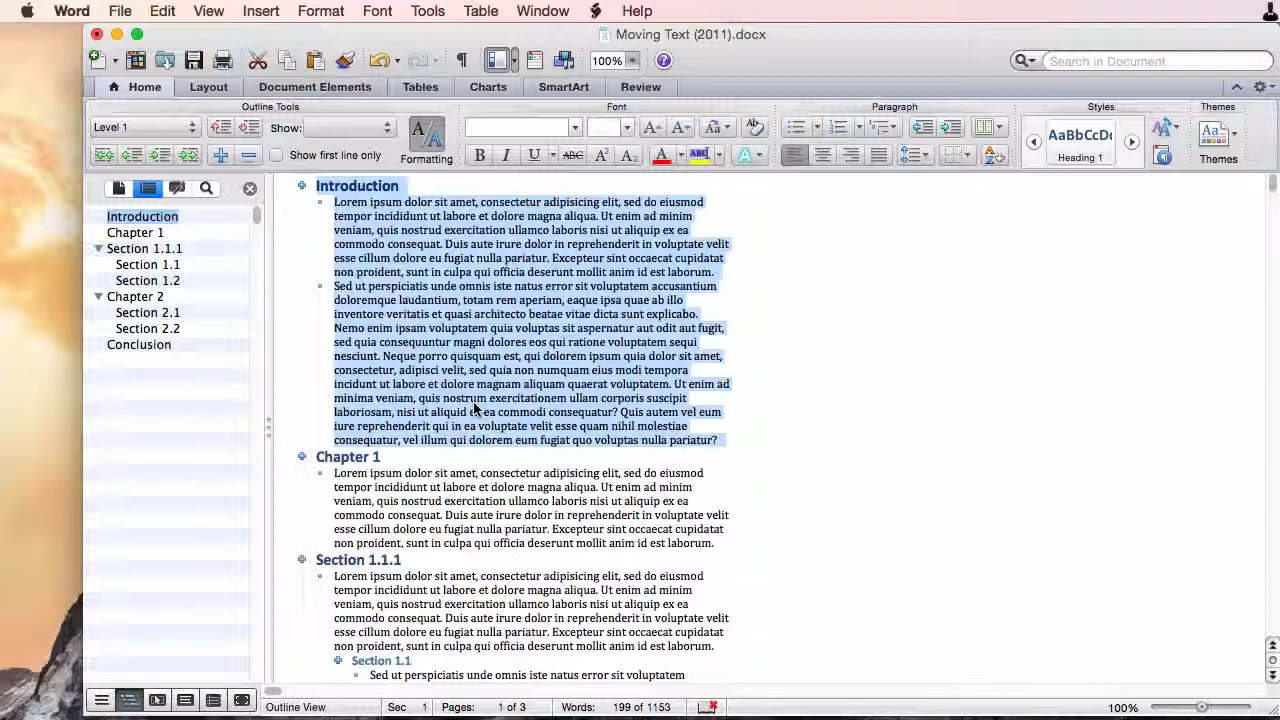 Word File Edit View Insert Format Font Tools Table Window Help
Moving Text (2011).docx
100%
Search in Document
Home Layout Document Elements Tables Charts SmartArt Review
Outline Tools Font Paragraph Styles Themes
Level 1 Show: Aa AaBbCcDc Aa
Show first line only Formatting B I U ABC A² A₂ A ABC A Heading 1 Themes
Introduction
Chapter 1
Section 1.1.1
Section 1.1
Section 1.2
Chapter 2
Section 2.1
Section 2.2
Conclusion
Introduction
Lorem ipsum dolor sit amet, consectetur adipisicing elit, sed do eiusmod
tempor incididunt ut labore et dolore magna aliqua. Ut enim ad minim
veniam, quis nostrud exercitation ullamco laboris nisi ut aliquip ex ea
commodo consequat. Duis aute irure dolor in reprehenderit in voluptate velit
esse cillum dolore eu fugiat nulla pariatur. Excepteur sint occaecat cupidatat
non proident, sunt in culpa qui officia deserunt mollit anim id est laborum.
Sed ut perspiciatis unde omnis iste natus error sit voluptatem accusantium
doloremque laudantium, totam rem aperiam, eaque ipsa quae ab illo
inventore veritatis et quasi architecto beatae vitae dicta sunt explicabo.
Nemo enim ipsam voluptatem quia voluptas sit aspernatur aut odit aut fugit,
sed quia consequuntur magni dolores eos qui ratione voluptatem sequi
nesciunt. Neque porro quisquam est, qui dolorem ipsum quia dolor sit amet,
consectetur, adipisci velit, sed quia non numquam eius modi tempora
incidunt ut labore et dolore magnam aliquam quaerat voluptatem. Ut enim ad
minima veniam, quis nostrum exercitationem ullam corporis suscipit
laboriosam, nisi ut aliquid ex ea commodi consequatur? Quis autem vel eum
iure reprehenderit qui in ea voluptate velit esse quam nihil molestiae
consequatur, vel illum qui dolorem eum fugiat quo voluptas nulla pariatur?
Chapter 1
Lorem ipsum dolor sit amet, consectetur adipisicing elit, sed do eiusmod
tempor incididunt ut labore et dolore magna aliqua. Ut enim ad minim
veniam, quis nostrud exercitation ullamco laboris nisi ut aliquip ex ea
commodo consequat. Duis aute irure dolor in reprehenderit in voluptate velit
esse cillum dolore eu fugiat nulla pariatur. Excepteur sint occaecat cupidatat
non proident, sunt in culpa qui officia deserunt mollit anim id est laborum.
Section 1.1.1
Lorem ipsum dolor sit amet, consectetur adipisicing elit, sed do eiusmod
tempor incididunt ut labore et dolore magna aliqua. Ut enim ad minim
veniam, quis nostrud exercitation ullamco laboris nisi ut aliquip ex ea
commodo consequat. Duis aute irure dolor in reprehenderit in voluptate velit
esse cillum dolore eu fugiat nulla pariatur. Excepteur sint occaecat cupidatat
non proident, sunt in culpa qui officia deserunt mollit anim id est laborum.
Section 1.1
Sed ut perspiciatis unde omnis iste natus error sit voluptatem
Outline View Sec 1 Pages: 1 of 3 Words: 199 of 1153 100%